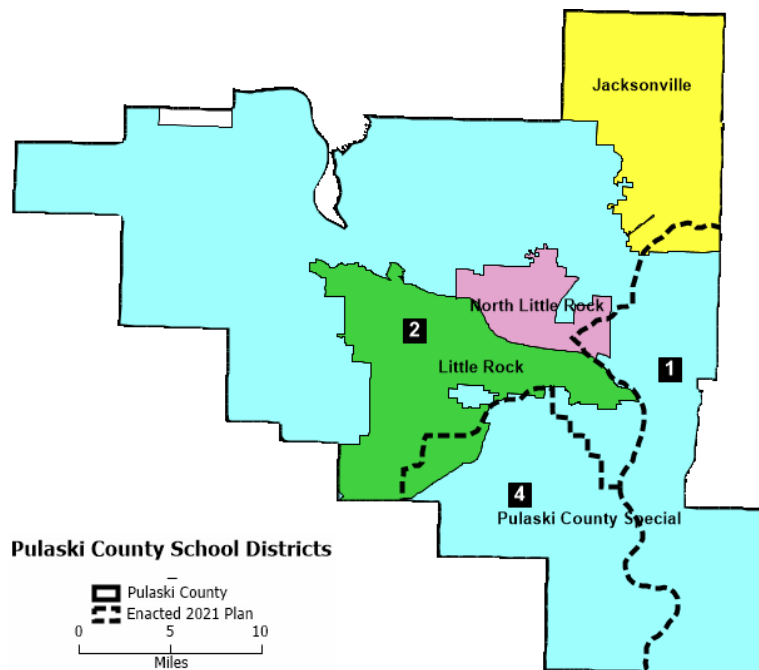 Jacksonville
North Little Rock
2
Little Rock
1
4
Pulaski County Special
Pulaski County School Districts
Pulaski County
Enacted 2021 Plan
0 5 10
Miles